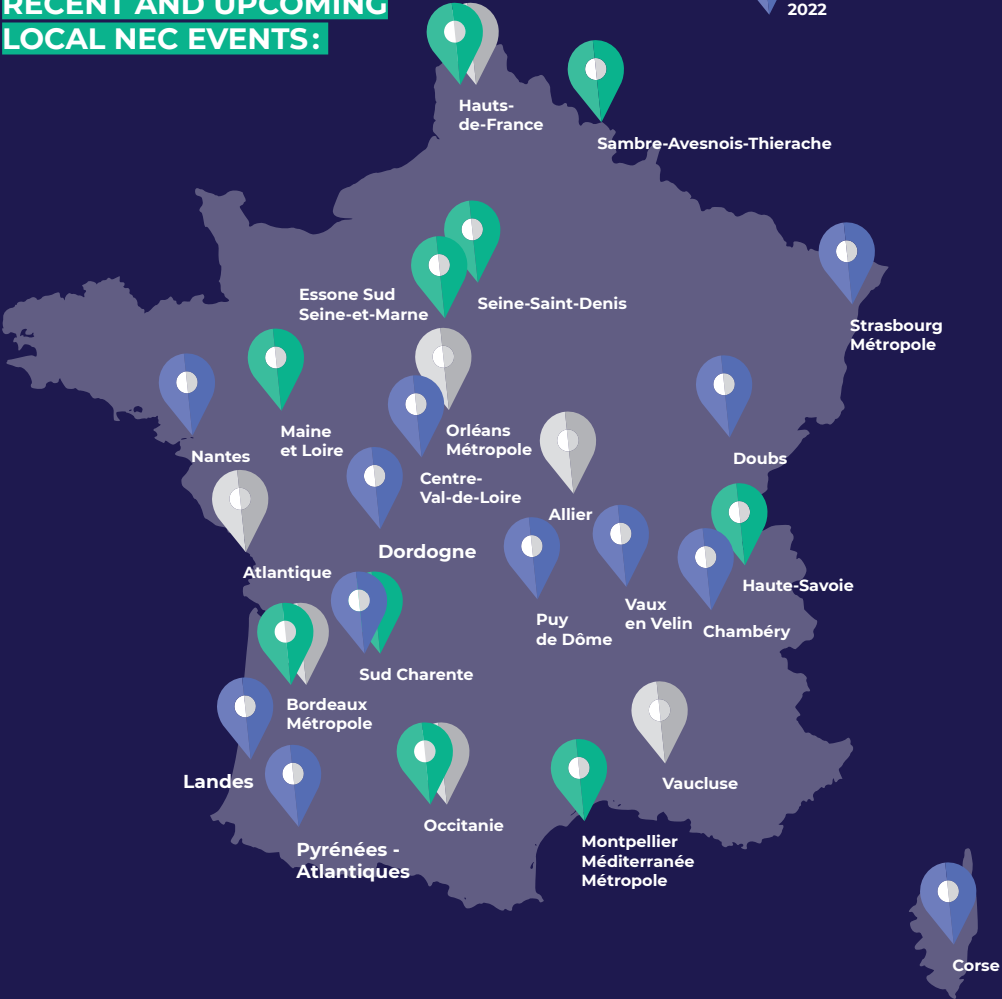 RECENT AND UPCOMING
LOCAL NEC EVENTS:
2022
Hauts-
de-France
Sambre-Avesnois-Thierache
Essone Sud
Seine-et-Marne
Seine-Saint-Denis
Strasbourg
Métropole
Maine
et Loire
Orléans
Métropole
Nantes
Doubs
Centre-
Val-de-Loire
Allier
Dordogne
Atlantique
Haute-Savoie
Vaux
en Velin
Puy
de Dôme
Chambéry
Sud Charente
Bordeaux
Métropole
Landes
Vaucluse
Occitanie
Pyrénées -
Atlantiques
Montpellier
Méditerranée
Métropole
Corse